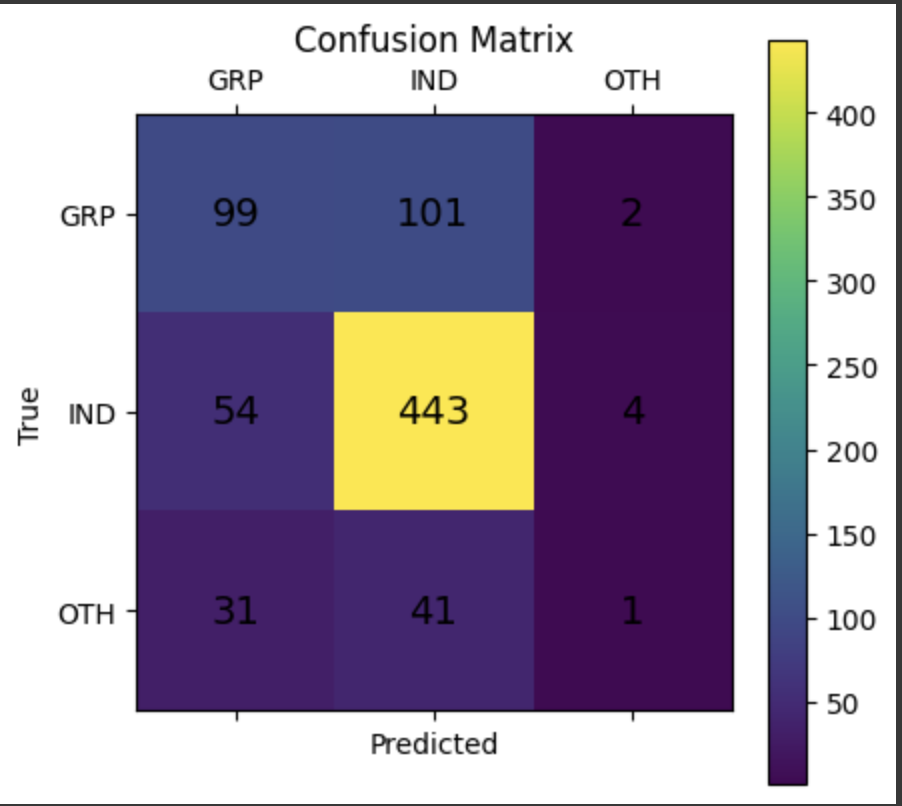 Confusion Matrix
GRP IND OTH
GRP 99 101 2
IND 54 443 4
OTH 31 41 1
True
Predicted
400
350
300
250
200
150
100
50